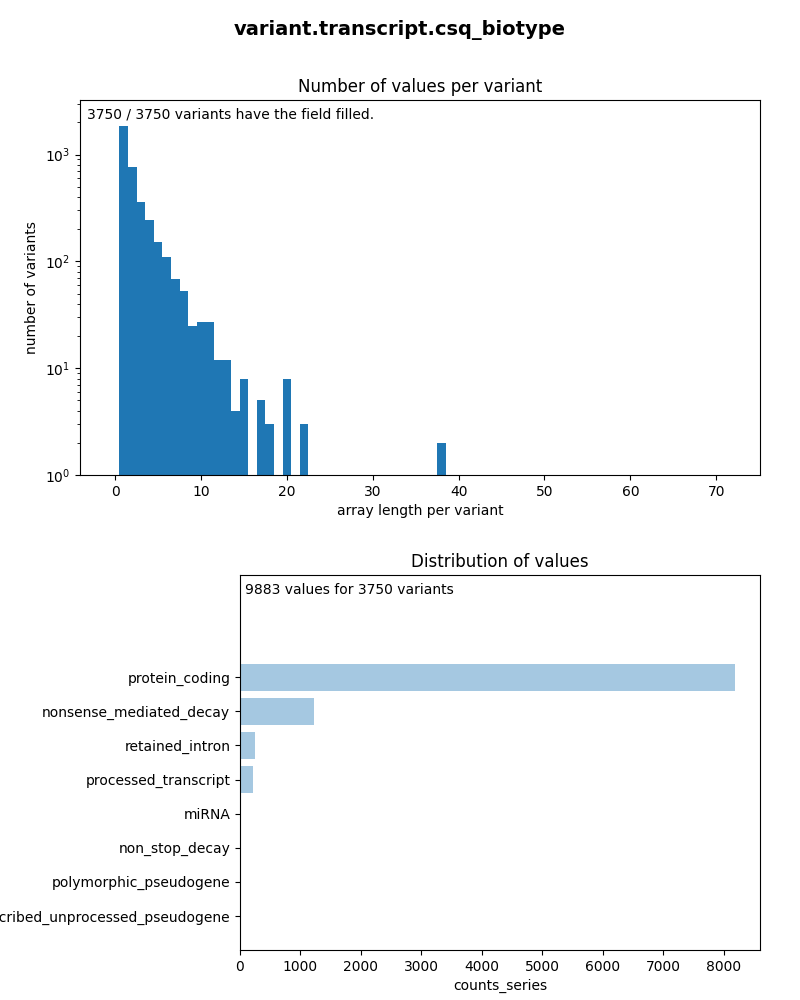 variant.transcript.csq_biotype
Number of values per variant
3750 / 3750 variants have the field filled.
10³
10²
10¹
10⁰
number of variants
0 10 20 30 40 50 60 70
array length per variant
Distribution of values
9883 values for 3750 variants
protein_coding
nonsense_mediated_decay
retained_intron
processed_transcript
miRNA
non_stop_decay
polymorphic_pseudogene
cribed_unprocessed_pseudogene
0 1000 2000 3000 4000 5000 6000 7000 8000
counts_series